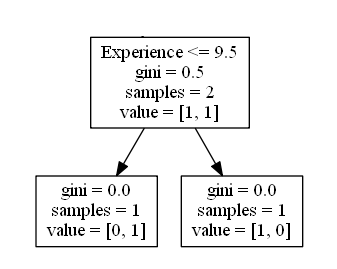 Experience <= 9.5
gini = 0.5
samples = 2
value = [1, 1]
gini = 0.0
samples = 1
value = [0, 1]
gini = 0.0
samples = 1
value = [1, 0]